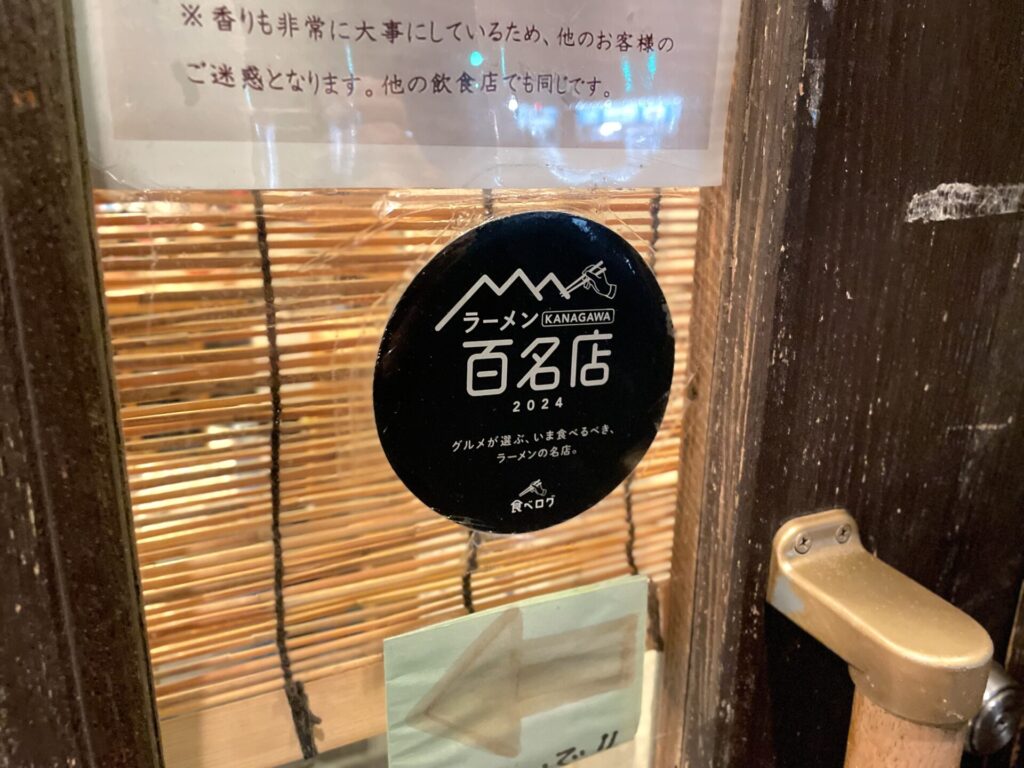 ※香りも非常に大事にしているため、他のお客様の
ご迷惑となります。他の飲食店でも同じです。
ラーメン KANAGAWA
百名店
2024
グルメが選ぶ、いま食べるべき、
ラーメンの名店。
食べログ